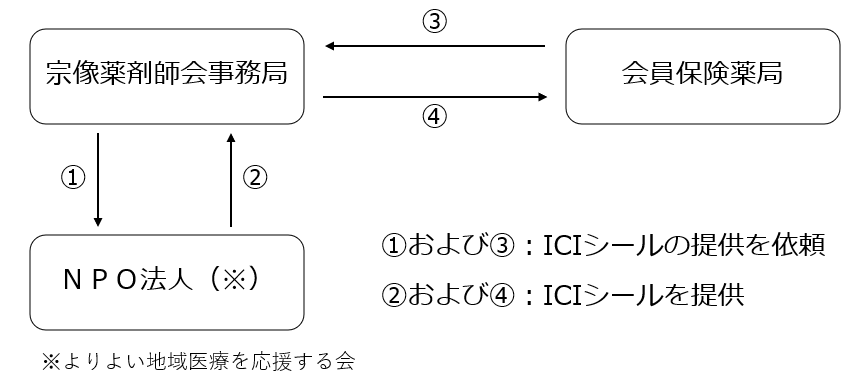 ③
宗像薬剤師会事務局
会員保険薬局
④
①
②
①および③：ICIシールの提供を依頼
ＮＰＯ法人（※）
②および④：ICIシールを提供
※よりよい地域医療を応援する会